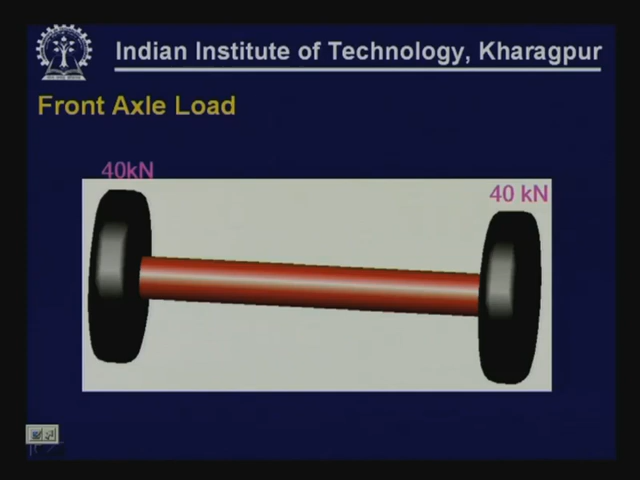 Indian Institute of Technology, Kharagpur
Front Axle Load
40kN
40 kN